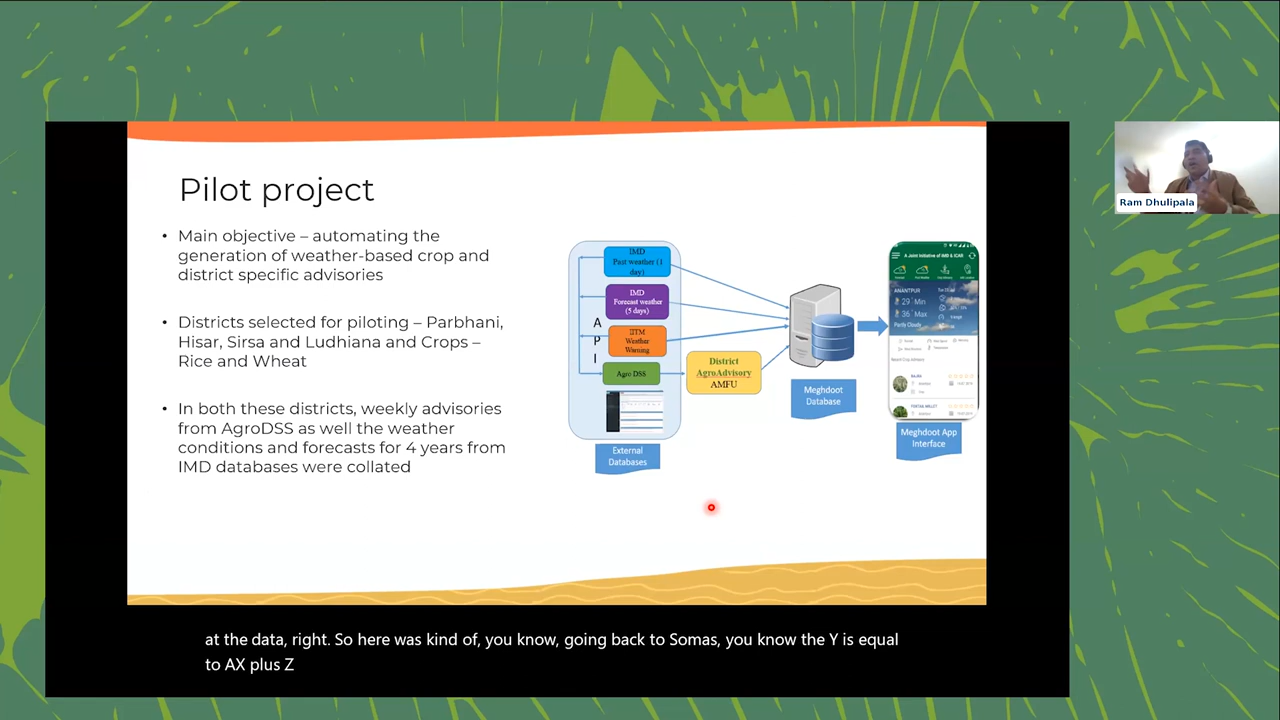 Pilot project
• Main objective – automating the
generation of weather-based crop and
district specific advisories
• Districts selected for piloting – Parbhani,
Hisar, Sirsa and Ludhiana and Crops –
Rice and Wheat
• In both these districts, weekly advisories
from AgroDSS as well the weather
conditions and forecasts for 4 years from
IMD databases were collated
IMD
Past weather (1
day)
IMD
Forecast weather
(5 days)
Weather
Warning
Agro DSS
A
P
I
External
Databases
District
AgroAdvisory
AMFU
Meghdoot
Database
A Joint Initiative of IMD & ICAR
ANANTPUR
29° Min
36° Max
Partly Cloudy
Meghdoot App
Interface
Ram Dhulipala
at the data, right. So here was kind of, you know, going back to Somas, you know the Y is equal
to AX plus Z